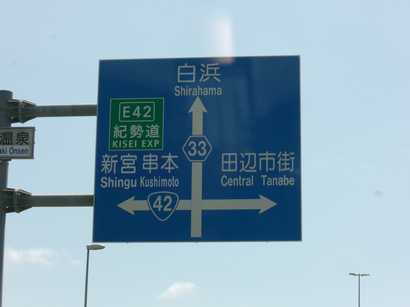 白浜
Shirahama
E42
紀勢道
KISEI EXP
33
新宮 串本
Shingu Kushimoto
田辺市街
Central Tanabe
42
温泉
aki Onsen